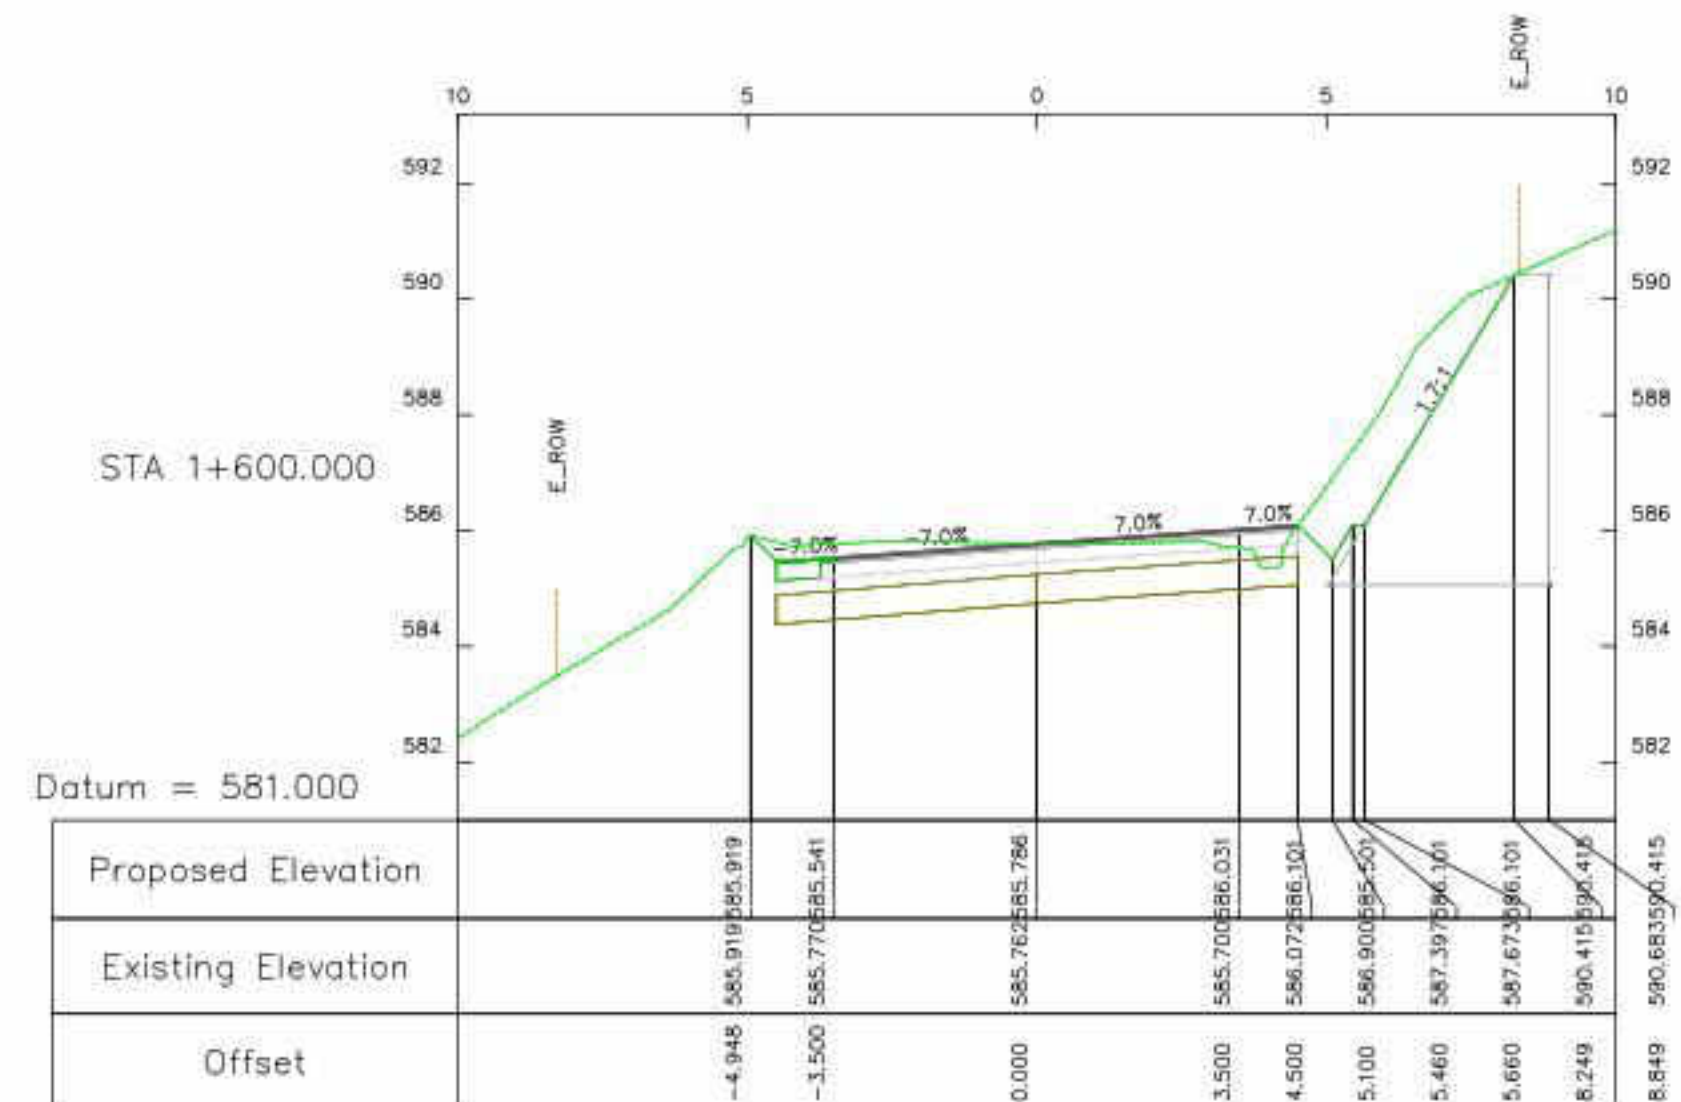 E_ROW
10 5 0 5 10
592 592
590 590
588 588
1.7:1
E_ROW
STA 1+600.000
586 586
-7.0% -7.0% 7.0% 7.0%
584 584
582 582
Datum = 581.000
Proposed Elevation 585.919 585.541 585.786 586.031 586.101 585.501 586.101 586.101 590.415 590.415
Existing Elevation 585.919 585.770 585.762 585.700 586.072 586.900 587.397 587.673 590.415 590.683
Offset -4.948 -3.500 0.000 3.500 4.500 5.100 5.460 5.660 8.249 8.849